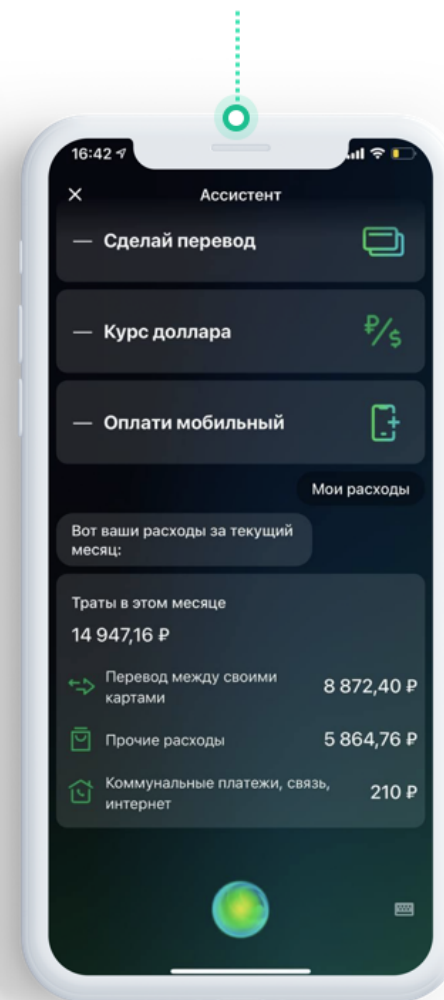 16:42
Ассистент
— Сделай перевод
— Курс доллара
₽/$
— Оплати мобильный
Мои расходы
Вот ваши расходы за текущий
месяц:
Траты в этом месяце
14 947,16 ₽
Перевод между своими
картами
8 872,40 ₽
Прочие расходы
5 864,76 ₽
Коммунальные платежи, связь,
интернет
210 ₽